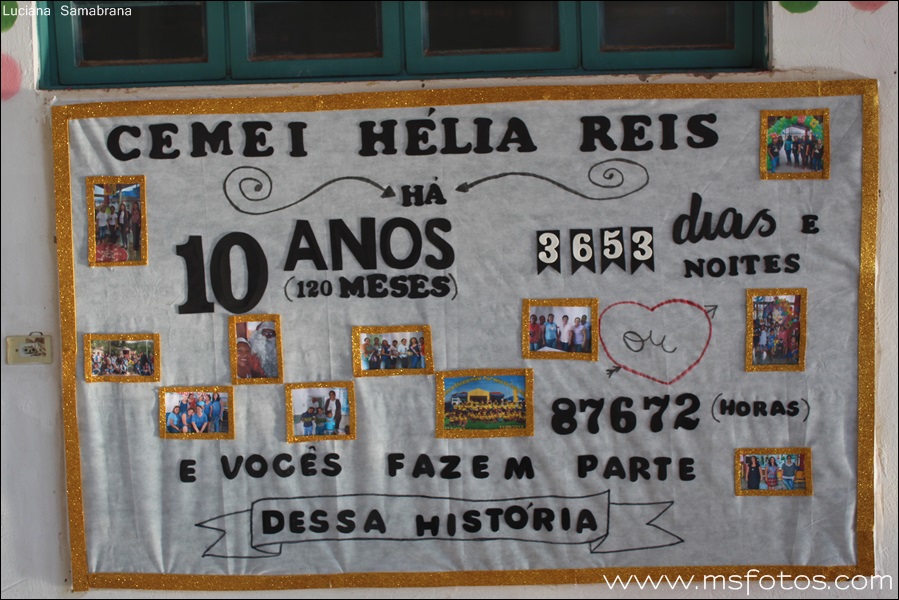 Luciana Samabrana
CEMEI HÉLIA REIS
HÁ
10 ANOS
(120 MESES)
3653 dias E
NOITES
ou
87672 (HORAS)
E VOCÊS FAZEM PARTE
DESSA HISTÓRIA
www.msfotos.com